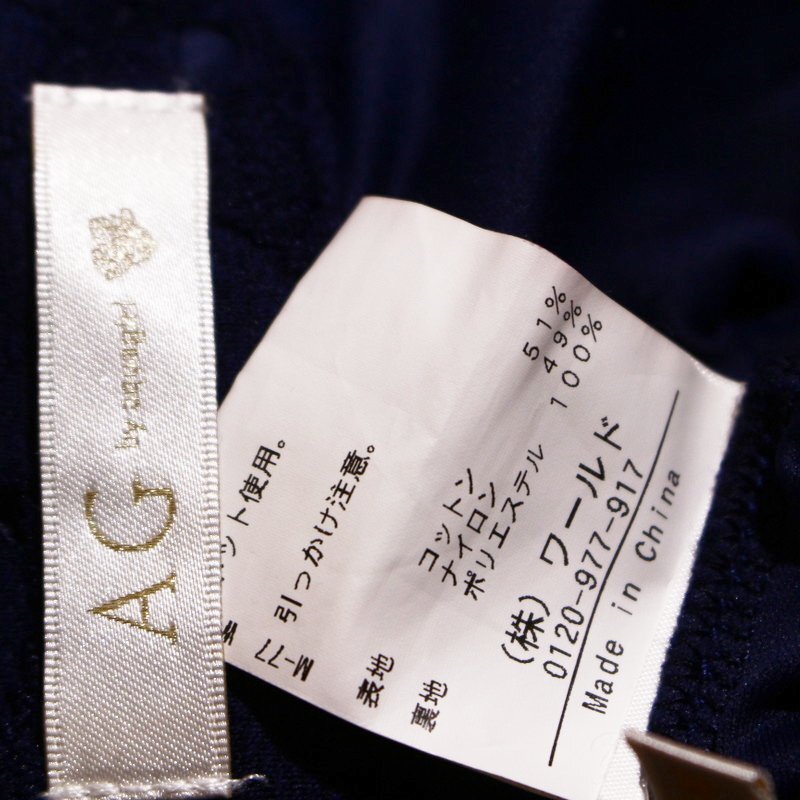 AG
by aquagirl
ット使用。
引っかけ注意。
表地
コットン 51%
ナイロン 49%
裏地
ポリエステル 100%
(株) ワールド
0120-977-917
Made in China